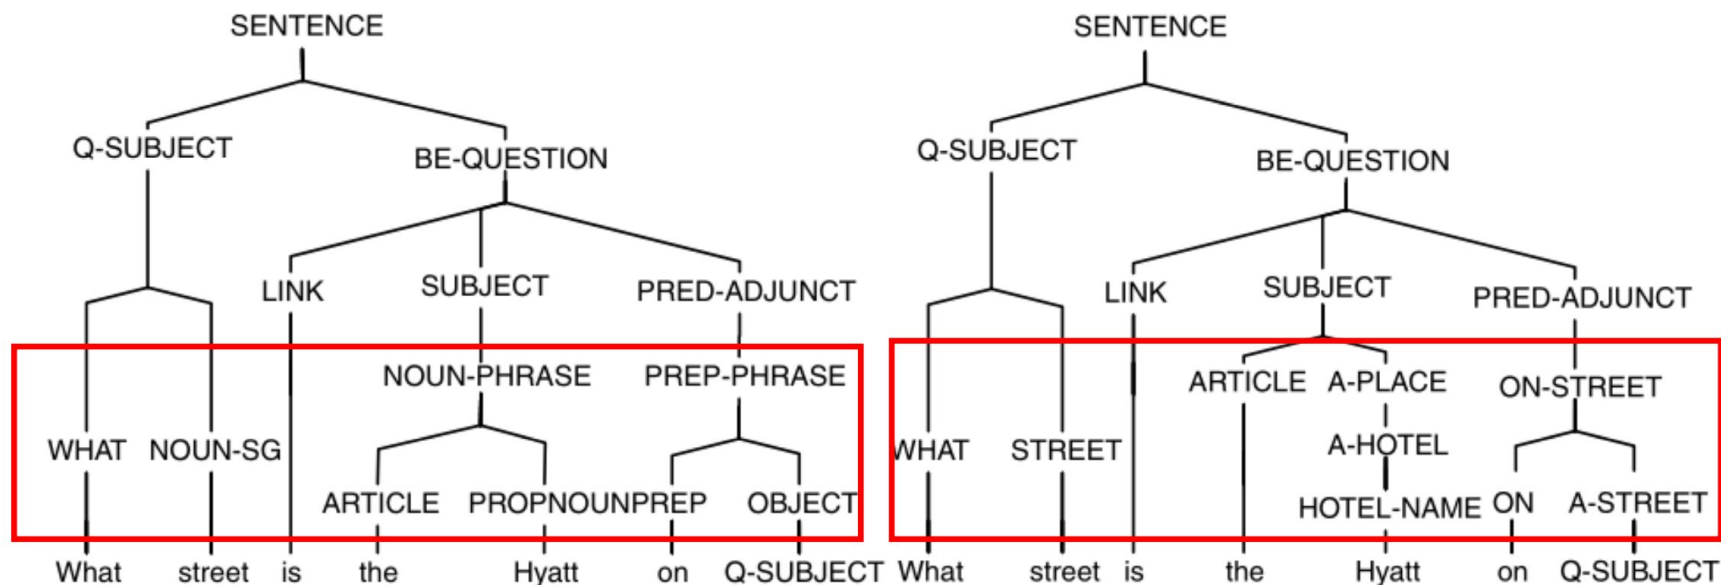 SENTENCE
Q-SUBJECT
BE-QUESTION
LINK
SUBJECT
PRED-ADJUNCT
NOUN-PHRASE
PREP-PHRASE
WHAT
NOUN-SG
ARTICLE
PROPNOUN
PREP
OBJECT
What street is the Hyatt on Q-SUBJECT
SENTENCE
Q-SUBJECT
BE-QUESTION
LINK
SUBJECT
PRED-ADJUNCT
ARTICLE
A-PLACE
ON-STREET
WHAT
STREET
A-HOTEL
HOTEL-NAME
ON
A-STREET
What street is the Hyatt on Q-SUBJECT